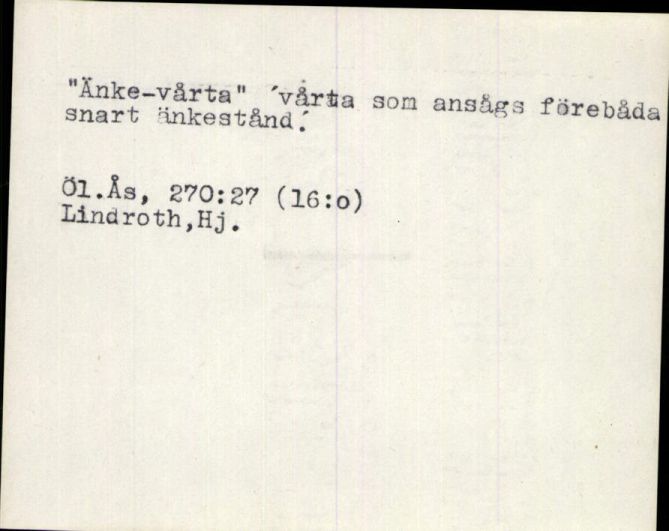 "Änke-vårta" ´vårta som ansågs förebåda
snart änkestånd.´
Öl.Ås, 270:27 (16:o)
Lindroth,Hj.